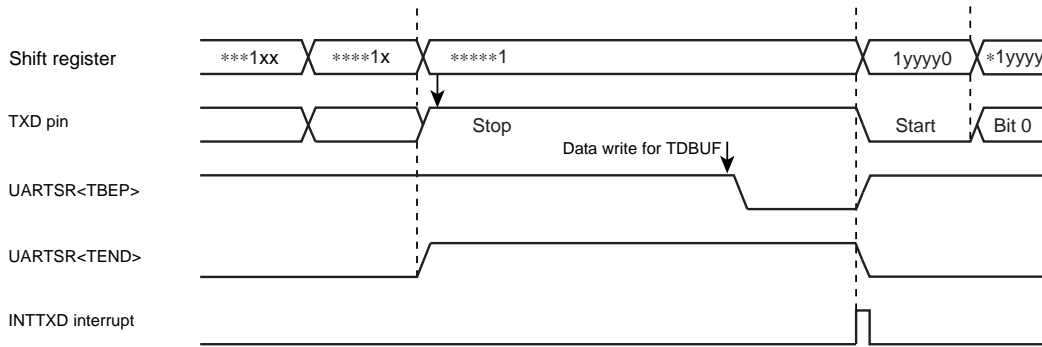 Shift register ***1xx ****1x *****1 1yyyy0 *1yyyy
TXD pin Stop Start Bit 0
Data write for TDBUF
UARTSR<TBEP>
UARTSR<TEND>
INTTXD interrupt